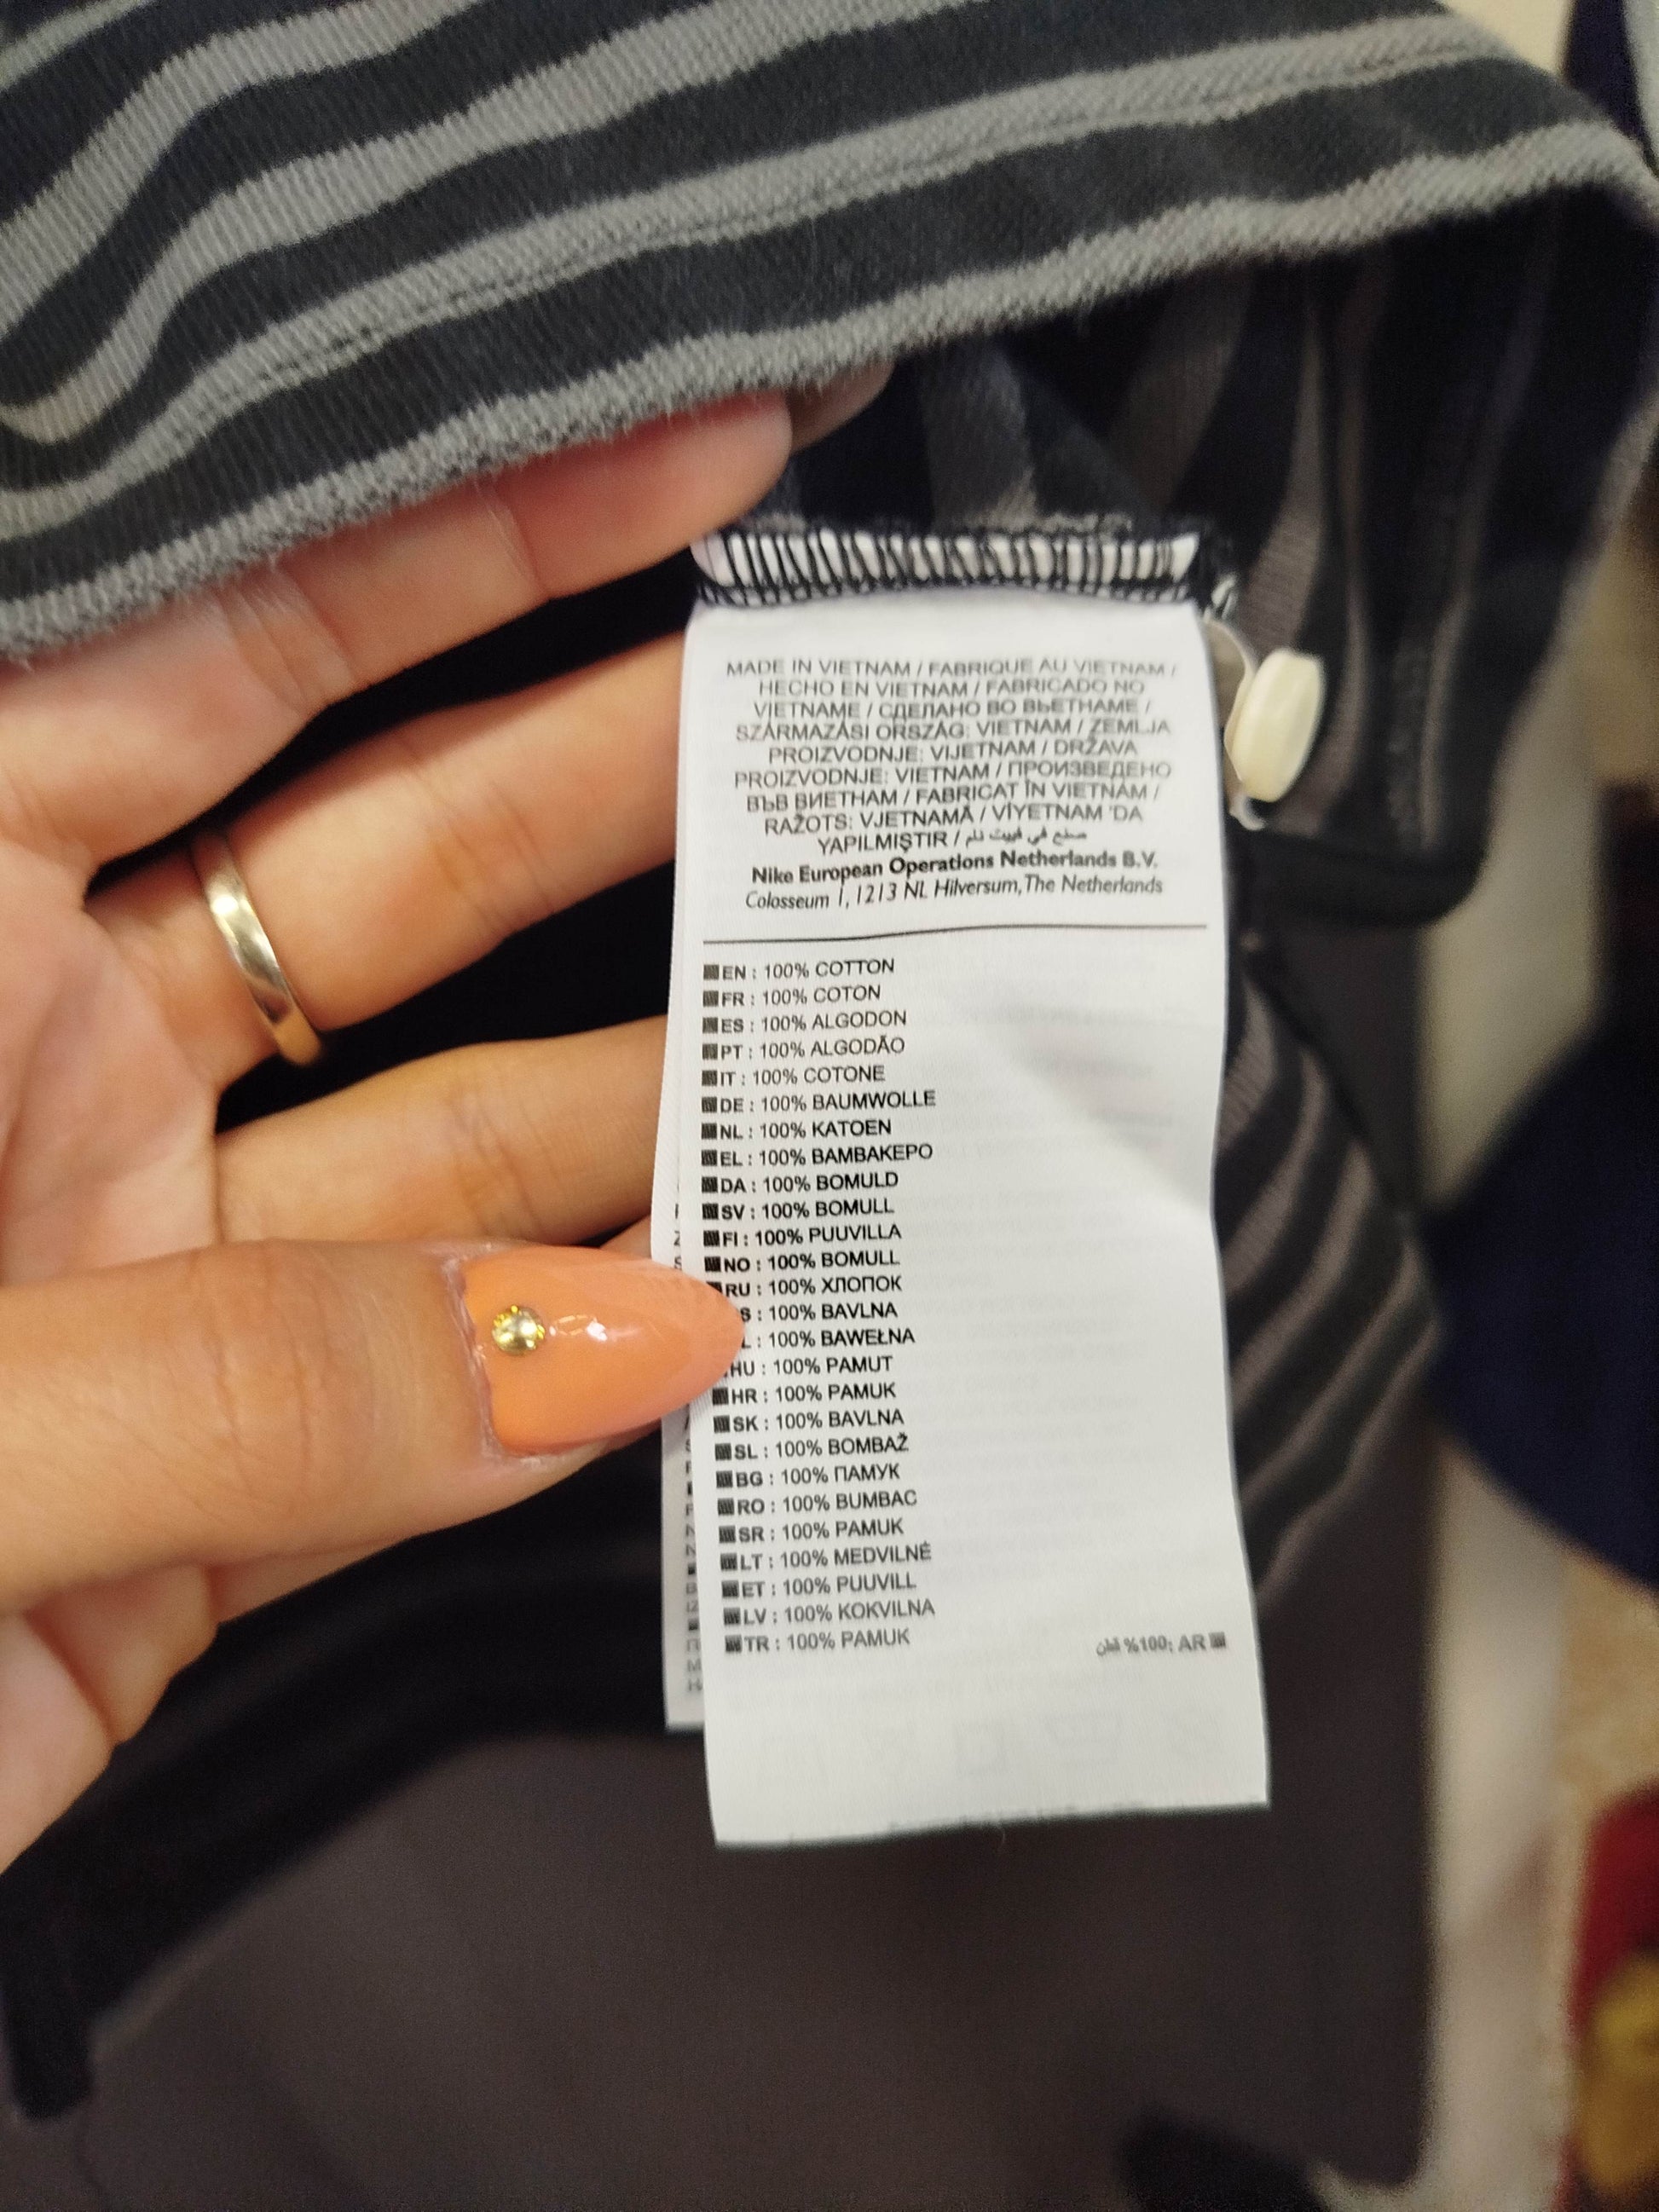 MADE IN VIETNAM / FABRIQUE AU VIETNAM /
HECHO EN VIETNAM / FABRICADO NO
VIETNAME / СДЕЛАНО ВО ВЬЕТНАМЕ /
SZÁRMAZÁSI ORSZÁG: VIETNAM / ZEMLJA
PROIZVODNJE: VIJETNAM / DRŽAVA
PROIZVODNJE: VIETNAM / ПРОИЗВЕДЕНО
ВЪВ ВИЕТНАМ / FABRICAT ÎN VIETNAM /
RAŽOTS: VJETNAMĀ / VİYETNAM 'DA
YAPILMIŞTIR / صنع في فييت نام
Nike European Operations Netherlands B.V.
Colosseum 1, 1213 NL Hilversum, The Netherlands
EN : 100% COTTON
FR : 100% COTON
ES : 100% ALGODON
PT : 100% ALGODÃO
IT : 100% COTONE
DE : 100% BAUMWOLLE
NL : 100% KATOEN
EL : 100% ΒΑΜΒΑΚΕΡΟ
DA : 100% BOMULD
SV : 100% BOMULL
FI : 100% PUUVILLA
NO : 100% BOMULL
RU : 100% ХЛОПОК
S : 100% BAVLNA
L : 100% BAWEŁNA
HU : 100% PAMUT
HR : 100% PAMUK
SK : 100% BAVLNA
SL : 100% BOMBAŽ
BG : 100% ПАМУК
RO : 100% BUMBAC
SR : 100% PAMUK
LT : 100% MEDVILNĖ
ET : 100% PUUVILL
LV : 100% KOKVILNA
TR : 100% PAMUK
AR :100% قطن